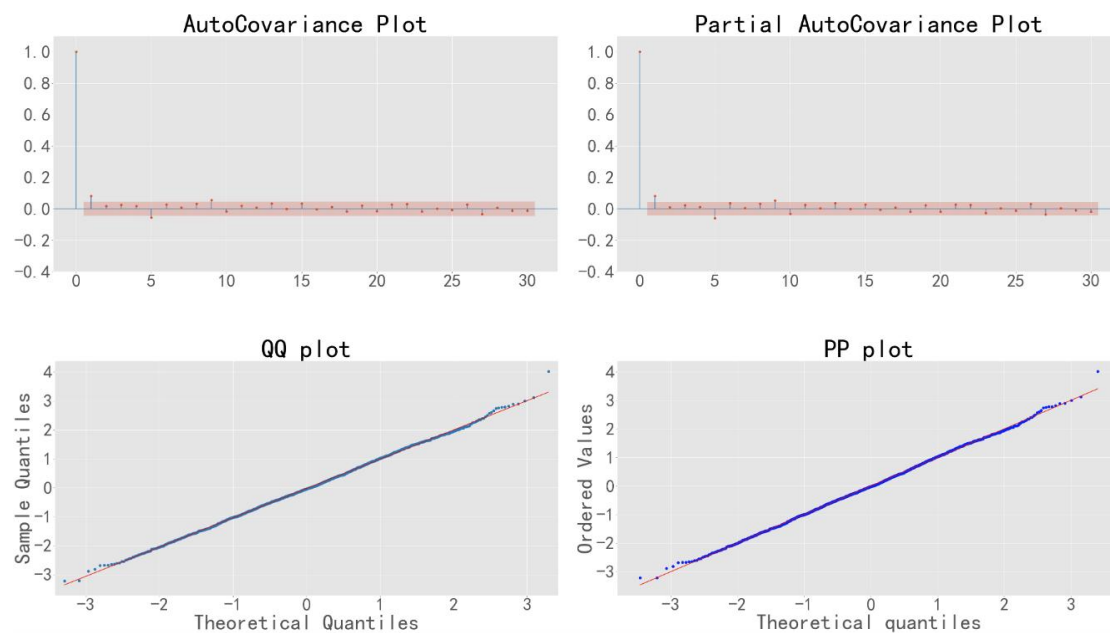 AutoCovariance Plot
1.0
0.8
0.6
0.4
0.2
0.0
-0.2
-0.4
0 5 10 15 20 25 30
Partial AutoCovariance Plot
1.0
0.8
0.6
0.4
0.2
0.0
-0.2
-0.4
0 5 10 15 20 25 30
QQ plot
Sample Quantiles
4
3
2
1
0
-1
-2
-3
-3 -2 -1 0 1 2 3
Theoretical Quantiles
PP plot
Ordered Values
4
3
2
1
0
-1
-2
-3
-3 -2 -1 0 1 2 3
Theoretical quantiles